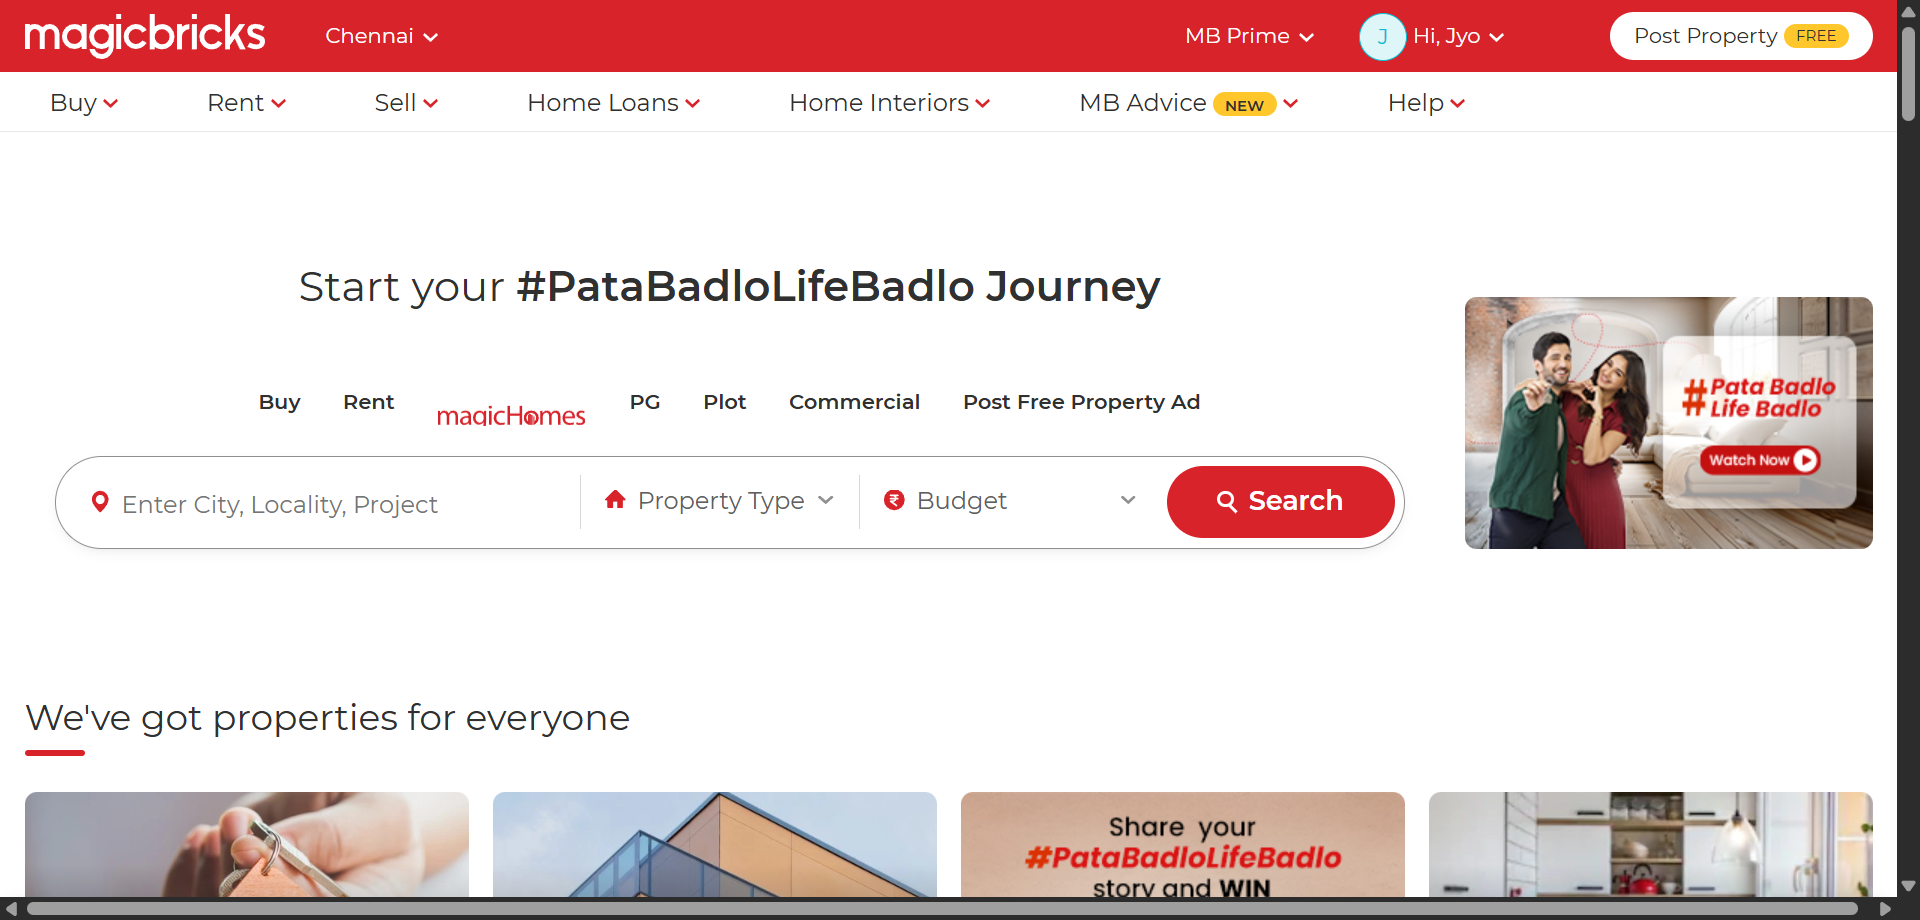 magicbricks Chennai MB Prime J Hi, Jyo Post Property FREE
Buy Rent Sell Home Loans Home Interiors MB Advice NEW Help
Start your #PataBadloLifeBadlo Journey
Buy Rent magicHomes PG Plot Commercial Post Free Property Ad
Enter City, Locality, Project Property Type Budget Search
#Pata Badlo
Life Badlo
Watch Now
We've got properties for everyone
Share your
#PataBadloLifeBadlo
story and WIN